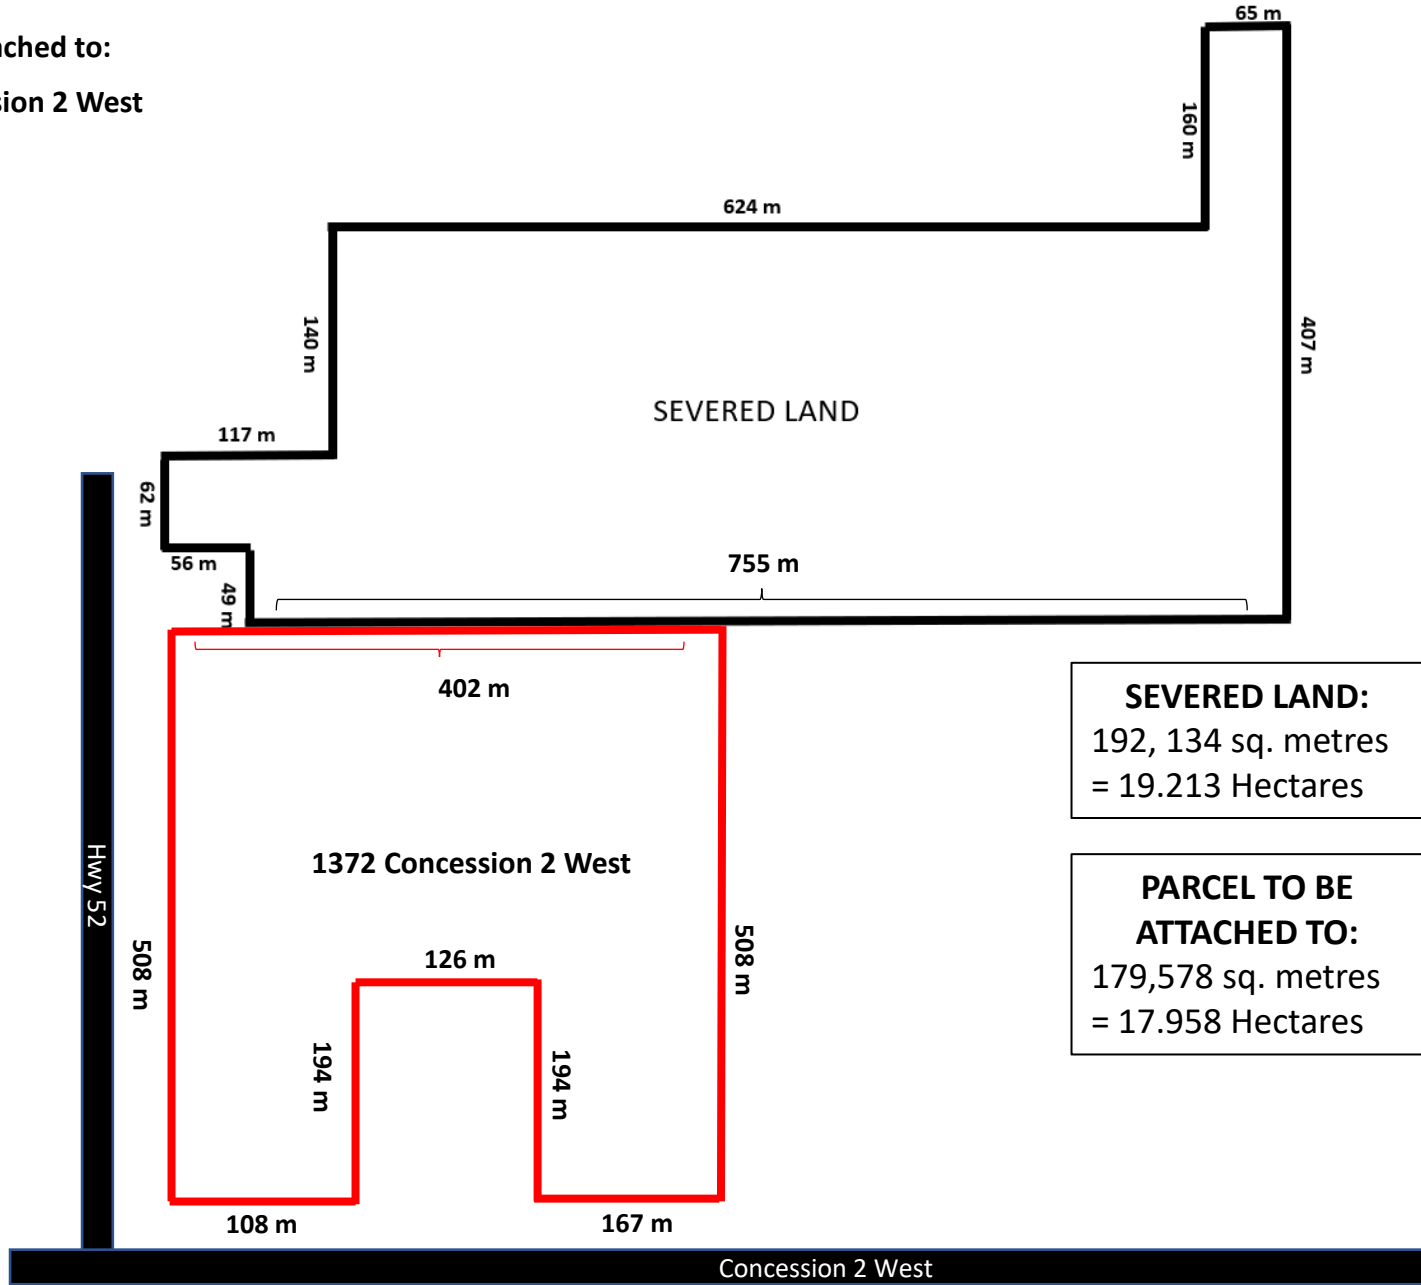 65 m
ached to:
sion 2 West
160 m
624 m
140 m
407 m
SEVERED LAND
117 m
62 m
56 m
755 m
49 m
402 m
SEVERED LAND:
192, 134 sq. metres
= 19.213 Hectares
1372 Concession 2 West
Hwy 52
PARCEL TO BE
ATTACHED TO:
179,578 sq. metres
= 17.958 Hectares
508 m
126 m
508 m
194 m
194 m
108 m
167 m
Concession 2 West